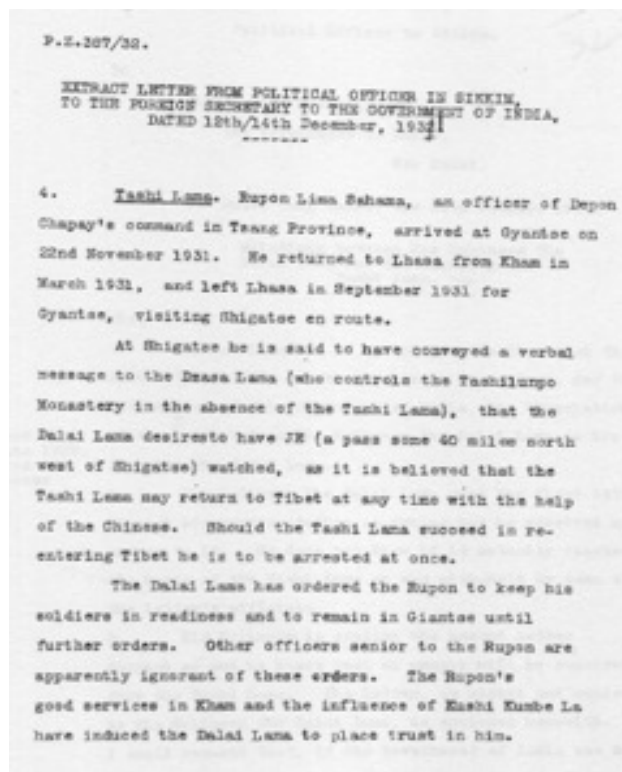 P.Z.367/32.
EXTRACT LETTER FROM POLITICAL OFFICER IN SIKKIM,
TO THE FOREIGN SECRETARY TO THE GOVERNMENT OF INDIA,
DATED 12th/14th December, 1931
4. Tashi Lama. Rupon Lima Sahama, an officer of Depon
Chapay's command in Tsang Province, arrived at Gyantse on
22nd November 1931. He returned to Lhasa from Kham in
March 1931, and left Lhasa in September 1931 for
Gyantse, visiting Shigatse en route.
At Shigatse he is said to have conveyed a verbal
message to the Dzasa Lama (who controls the Tashilunpo
Monastery in the absence of the Tashi Lama), that the
Dalai Lama desiresto have JE (a pass some 40 miles north
west of Shigatse) watched, as it is believed that the
Tashi Lama may return to Tibet at any time with the help
of the Chinese. Should the Tashi Lama succeed in re-
entering Tibet he is to be arrested at once.
The Dalai Lama has ordered the Rupon to keep his
soldiers in readiness and to remain in Giantse until
further orders. Other officers senior to the Rupon are
apparently ignorant of these orders. The Rupon's
good services in Kham and the influence of Kushi Kumbe La
have induced the Dalai Lama to place trust in him.